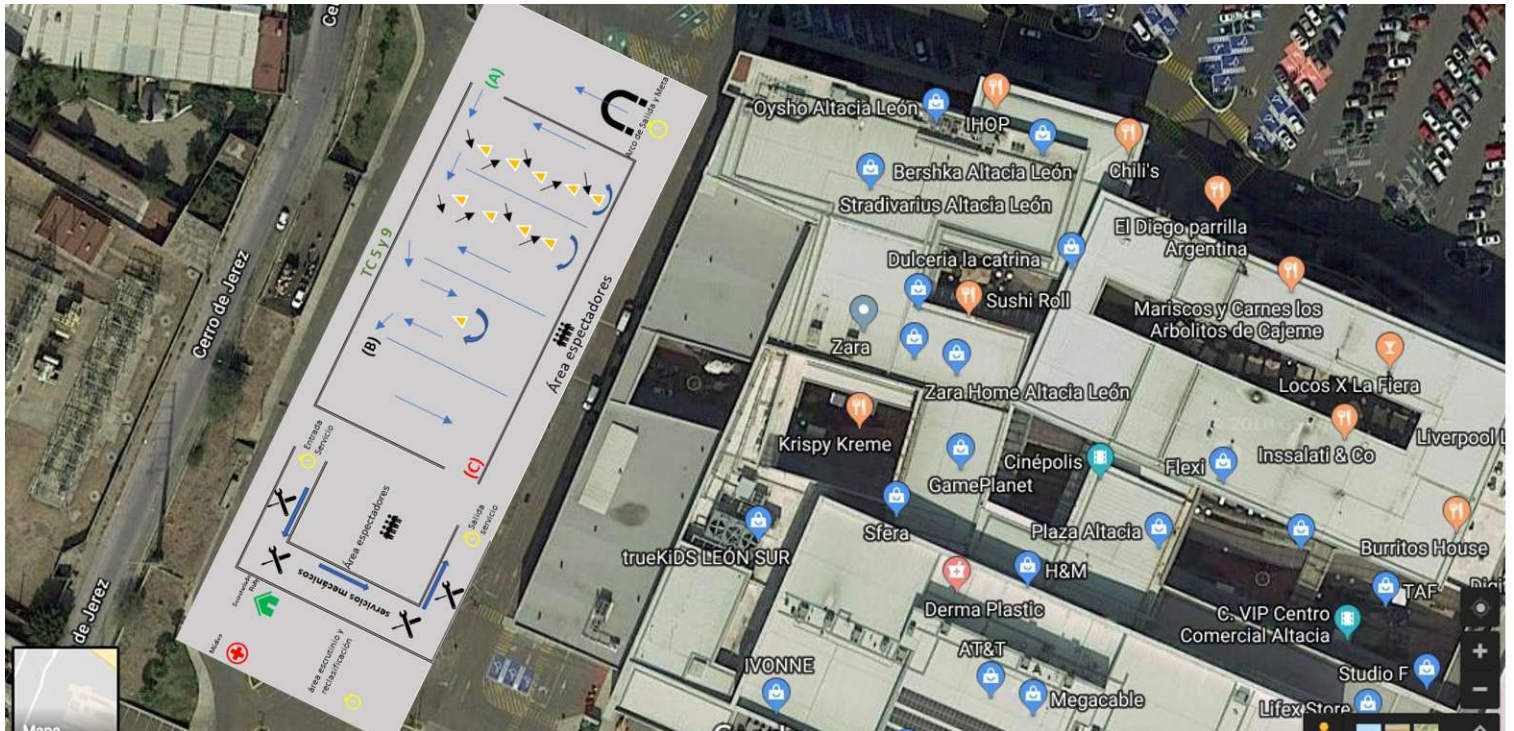 Ce
Cerro de Jerez
de Jerez
(A)
Arco de Salida y Meta
TC 5 y 9
(B)
Área espectadores
(C)
Entrada
Servicio
Área espectadores
Salida
servicio
servicios mecánicos
área escrutinio y
reclasificación
Oysho Altacia León
IHOP
Bershka Altacia León
Chili's
Stradivarius Altacia León
El Diego parrilla
Argentina
Dulceria la catrina
Sushi Roll
Mariscos y Carnes los
Arbolitos de Cajeme
Zara
Zara Home Altacia León
Locos X La Fiera
Krispy Kreme
Cinépolis
Flexi
Inssalati & Co
Liverpool L
GamePlanet
Sfera
Plaza Altacia
Burritos House
trueKiDS LEÓN SUR
H&M
TAF
Derma Plastic
C. VIP Centro
Comercial Altacia
IVONNE
AT&T
Studio F
Megacable
Lifex Store
Mapa